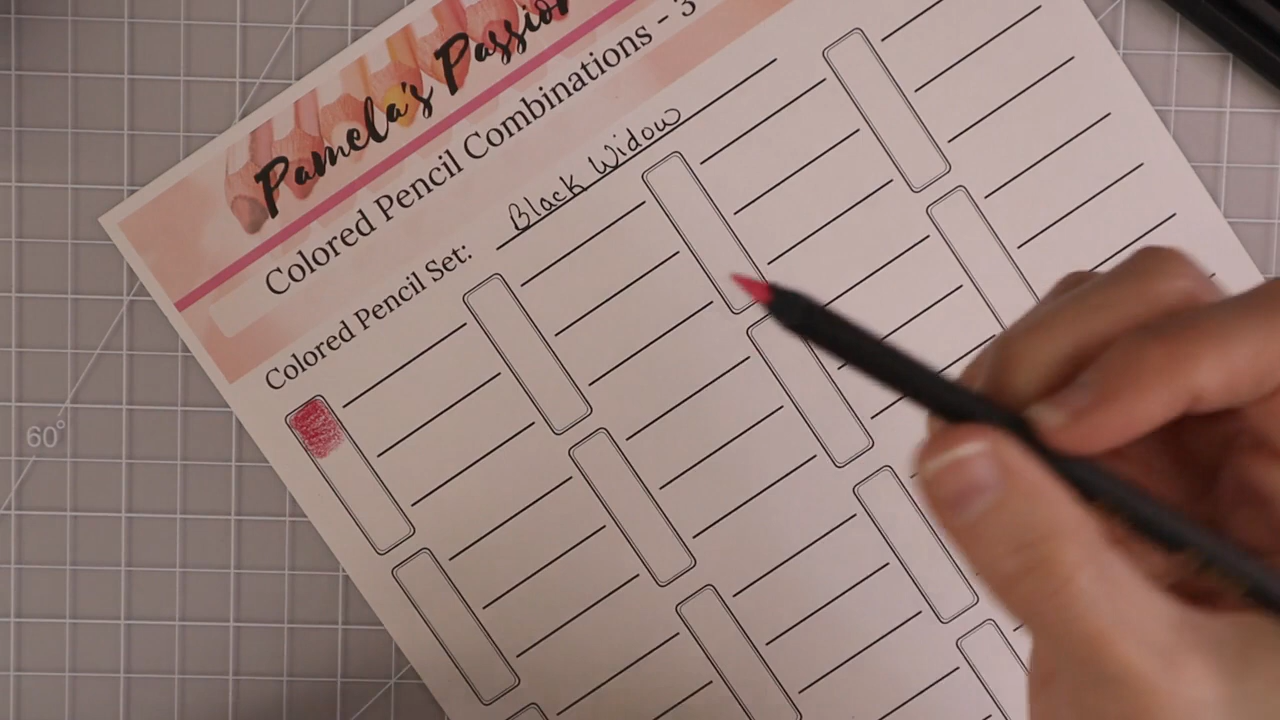 Pamela's Passion
Colored Pencil Combinations - 3
Colored Pencil Set: Black Widow
60°